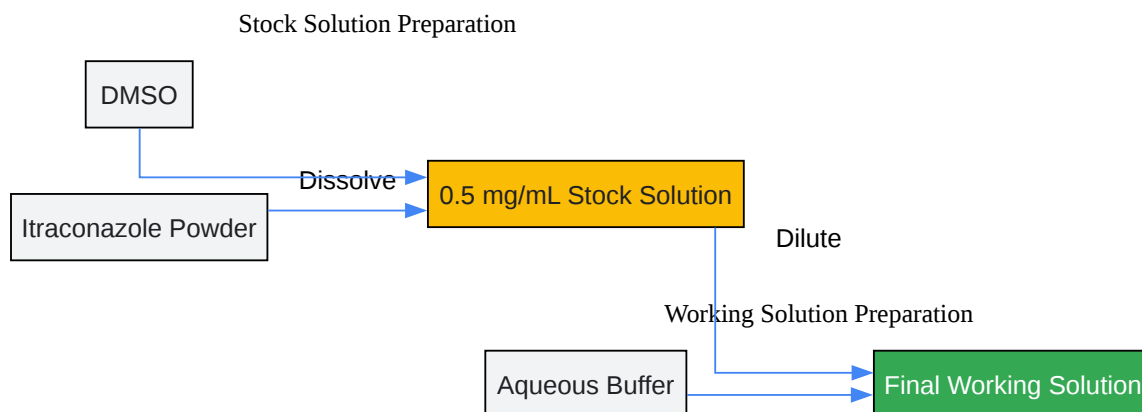 Stock Solution Preparation
DMSO
Dissolve
0.5 mg/mL Stock Solution
Itraconazole Powder
Dilute
Working Solution Preparation
Aqueous Buffer
Final Working Solution